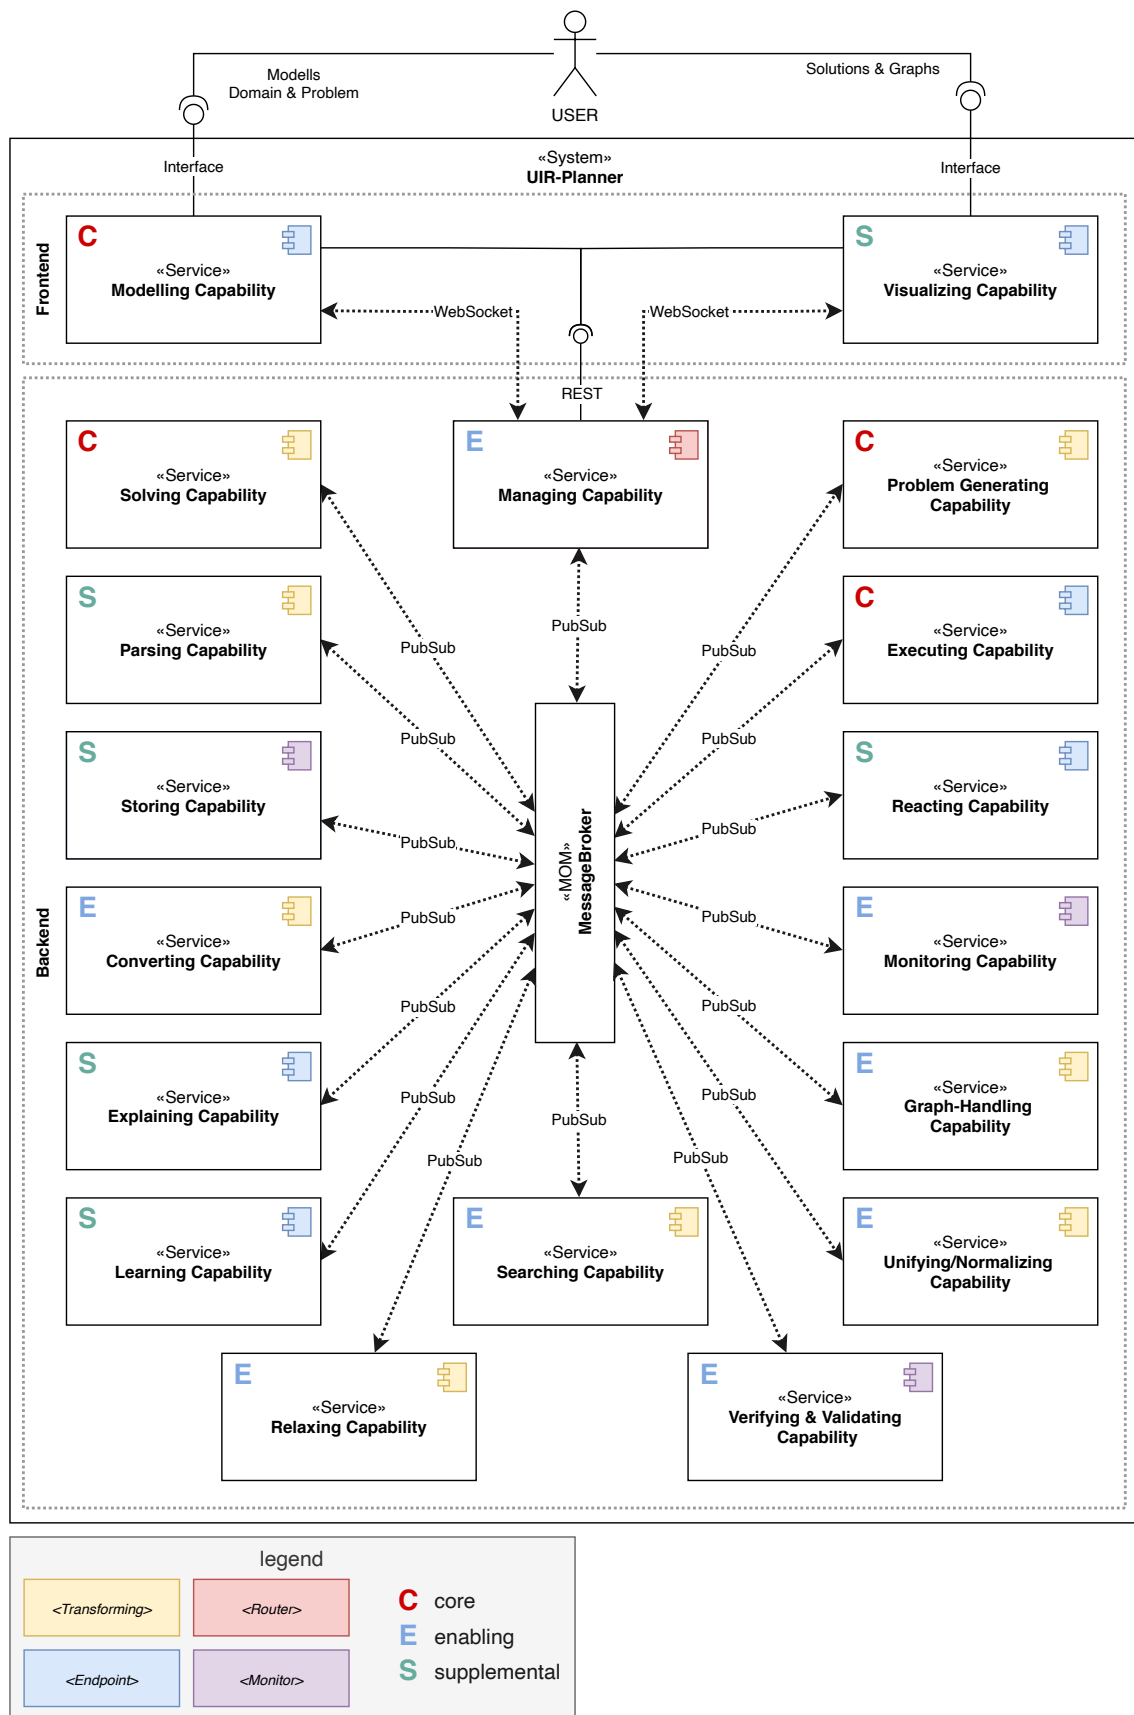 Modells
Domain & Problem
Solutions & Graphs
USER
Interface
«System»
UIR-Planner
Interface
Frontend
C
«Service»
Modelling Capability
S
«Service»
Visualizing Capability
WebSocket
WebSocket
REST
Backend
C
«Service»
Solving Capability
E
«Service»
Managing Capability
C
«Service»
Problem Generating
Capability
S
«Service»
Parsing Capability
PubSub
PubSub
PubSub
C
«Service»
Executing Capability
S
«Service»
Storing Capability
PubSub
PubSub
S
«Service»
Reacting Capability
PubSub
«MOM»
MessageBroker
PubSub
E
«Service»
Converting Capability
PubSub
PubSub
E
«Service»
Monitoring Capability
PubSub
PubSub
S
«Service»
Explaining Capability
PubSub
PubSub
PubSub
E
«Service»
Graph-Handling
Capability
PubSub
PubSub
S
«Service»
Learning Capability
E
«Service»
Searching Capability
E
«Service»
Unifying/Normalizing
Capability
E
«Service»
Relaxing Capability
E
«Service»
Verifying & Validating
Capability
legend
<Transforming>
<Router>
<Endpoint>
<Monitor>
C core
E enabling
S supplemental